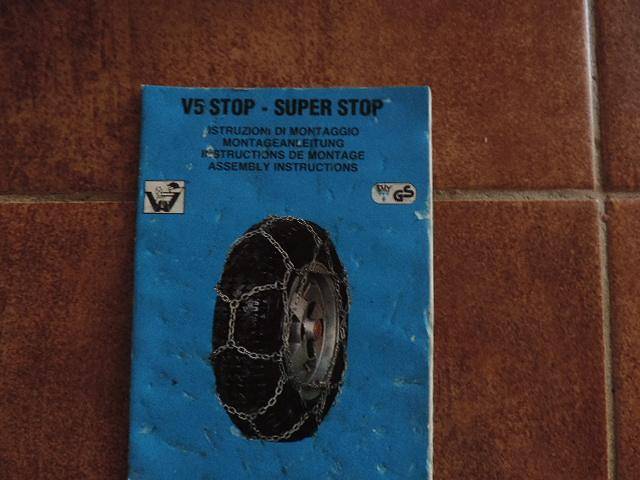 V5 STOP - SUPER STOP
ISTRUZIONI DI MONTAGGIO
MONTAGEANLEITUNG
INSTRUCTIONS DE MONTAGE
ASSEMBLY INSTRUCTIONS
GS